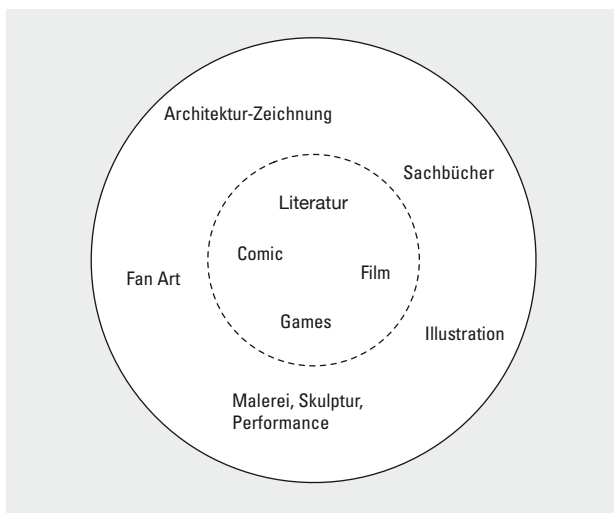 Architektur-Zeichnung
Sachbücher
Literatur
Comic
Film
Fan Art
Games
Illustration
Malerei, Skulptur,
Performance